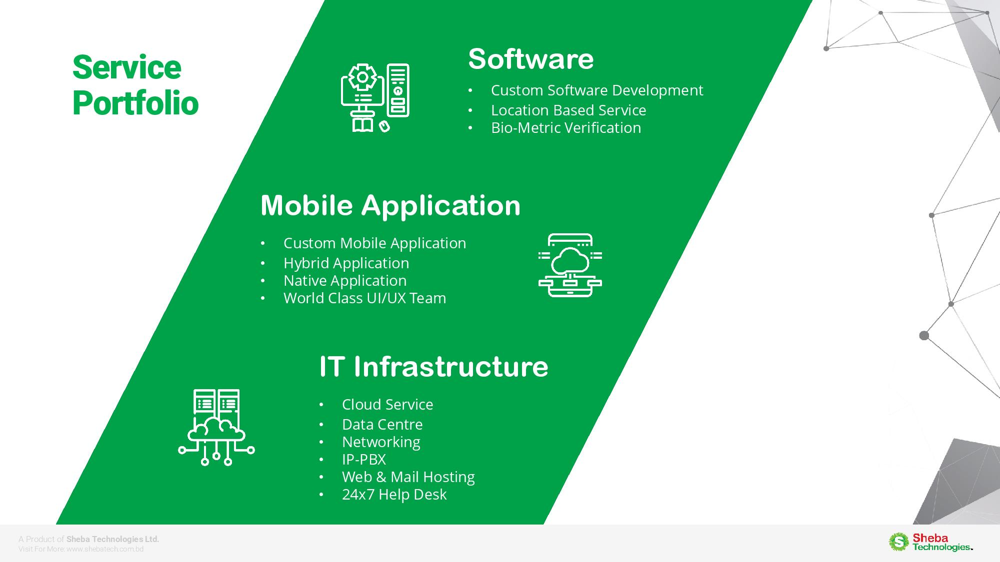 Service
Portfolio
Software
• Custom Software Development
• Location Based Service
• Bio-Metric Verification
Mobile Application
• Custom Mobile Application
• Hybrid Application
• Native Application
• World Class UI/UX Team
IT Infrastructure
• Cloud Service
• Data Centre
• Networking
• IP-PBX
• Web & Mail Hosting
• 24x7 Help Desk
A Product of Sheba Technologies Ltd.
Visit For More: www.shebatech.com.bd
S
Sheba
Technologies